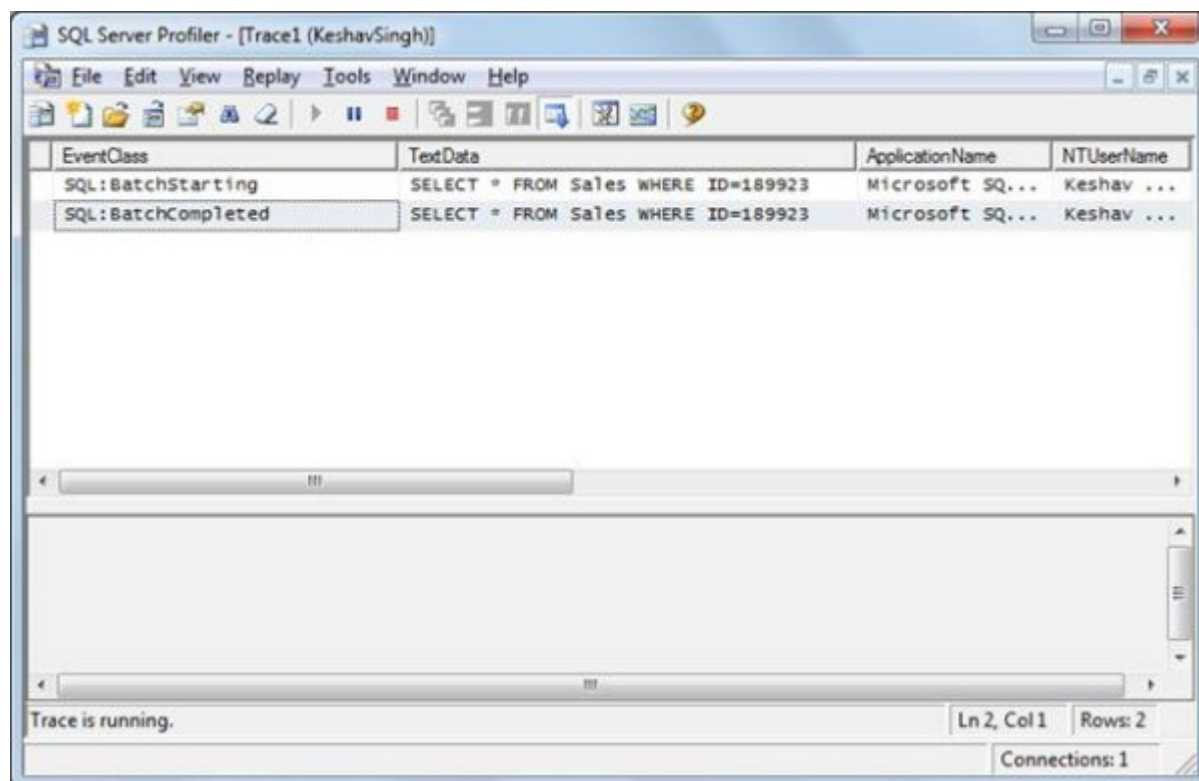 SQL Server Profiler - [Trace1 (KeshavSingh)]
File Edit View Replay Tools Window Help
EventClass TextData ApplicationName NTUserName
SQL:BatchStarting SELECT * FROM Sales WHERE ID=189923 Microsoft SQ... Keshav ...
SQL:BatchCompleted SELECT * FROM Sales WHERE ID=189923 Microsoft SQ... Keshav ...
Trace is running. Ln 2, Col 1 Rows: 2
Connections: 1